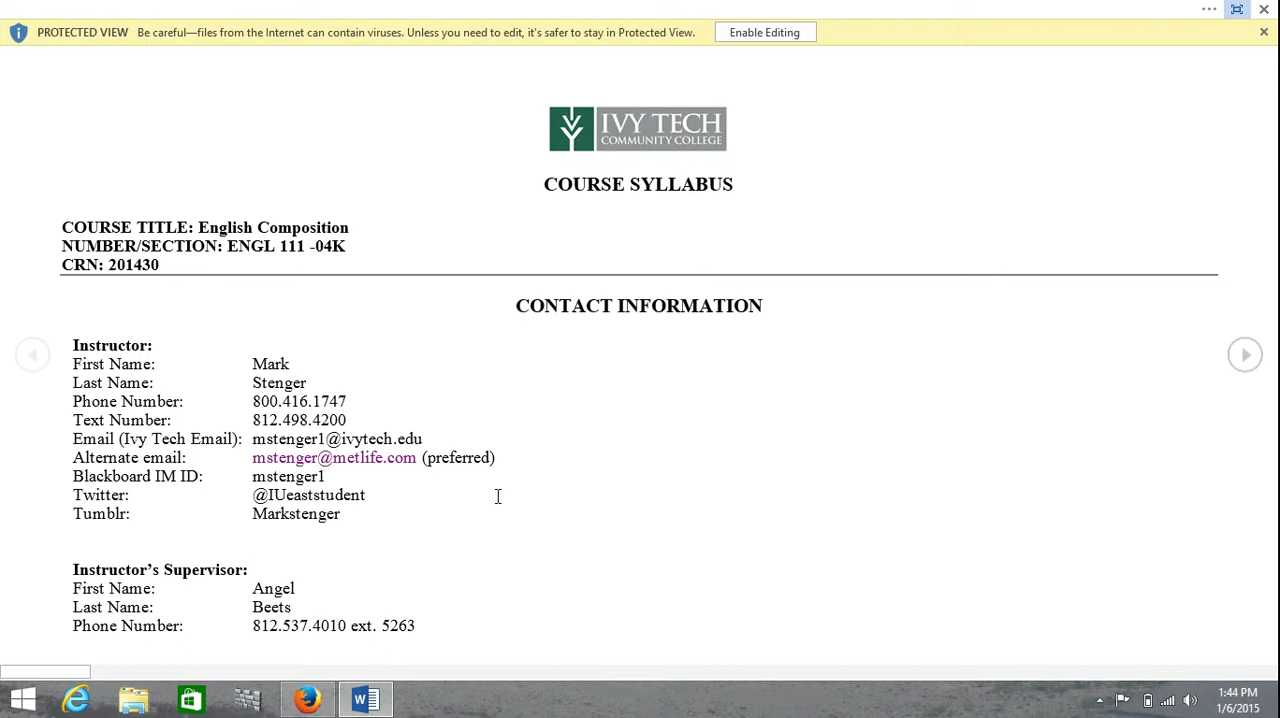 PROTECTED VIEW Be careful—files from the Internet can contain viruses. Unless you need to edit, it's safer to stay in Protected View. Enable Editing
IVY TECH
COMMUNITY COLLEGE
COURSE SYLLABUS
COURSE TITLE: English Composition
NUMBER/SECTION: ENGL 111 -04K
CRN: 201430
CONTACT INFORMATION
Instructor:
First Name: Mark
Last Name: Stenger
Phone Number: 800.416.1747
Text Number: 812.498.4200
Email (Ivy Tech Email): mstenger1@ivytech.edu
Alternate email: mstenger@metlife.com (preferred)
Blackboard IM ID: mstenger1
Twitter: @IUeaststudent
Tumblr: Markstenger
Instructor’s Supervisor:
First Name: Angel
Last Name: Beets
Phone Number: 812.537.4010 ext. 5263
1:44 PM
1/6/2015